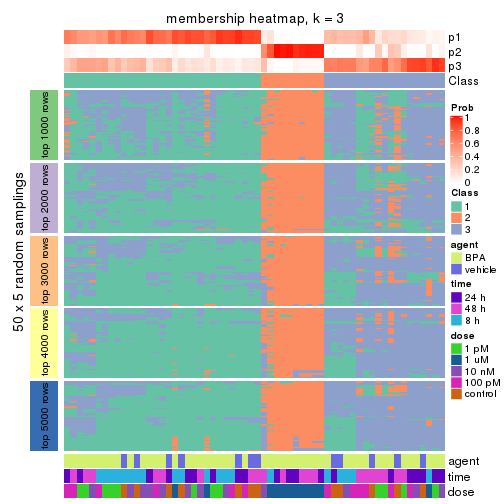 membership heatmap, k = 3
p1
p2
p3
Class
50 x 5 random samplings
top 1000 rows
top 2000 rows
top 3000 rows
top 4000 rows
top 5000 rows
agent
time
dose
Prob
1
0.8
0.6
0.4
0.2
0
Class
1
2
3
agent
BPA
vehicle
time
24 h
48 h
8 h
dose
1 pM
1 uM
10 nM
100 pM
control